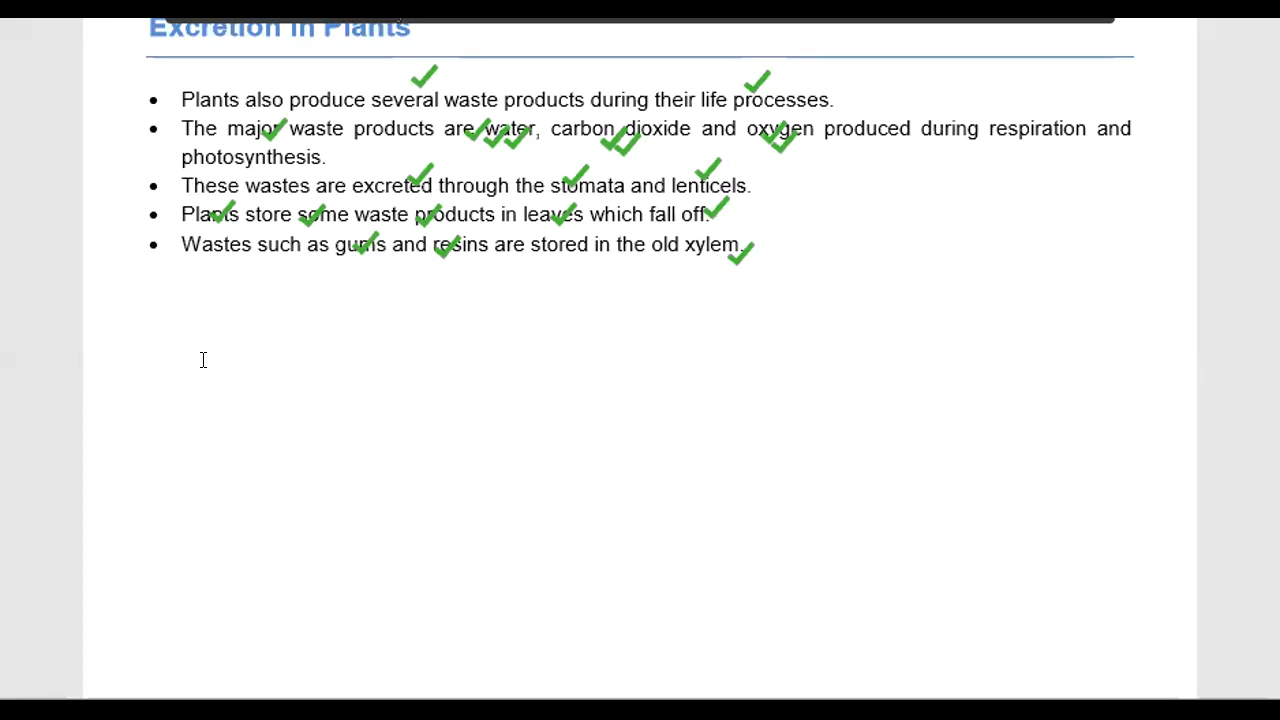 Excretion in Plants
• Plants also produce several waste products during their life processes.
• The major waste products are water, carbon dioxide and oxygen produced during respiration and
photosynthesis.
• These wastes are excreted through the stomata and lenticels.
• Plants store some waste products in leaves which fall off.
• Wastes such as gums and resins are stored in the old xylem.